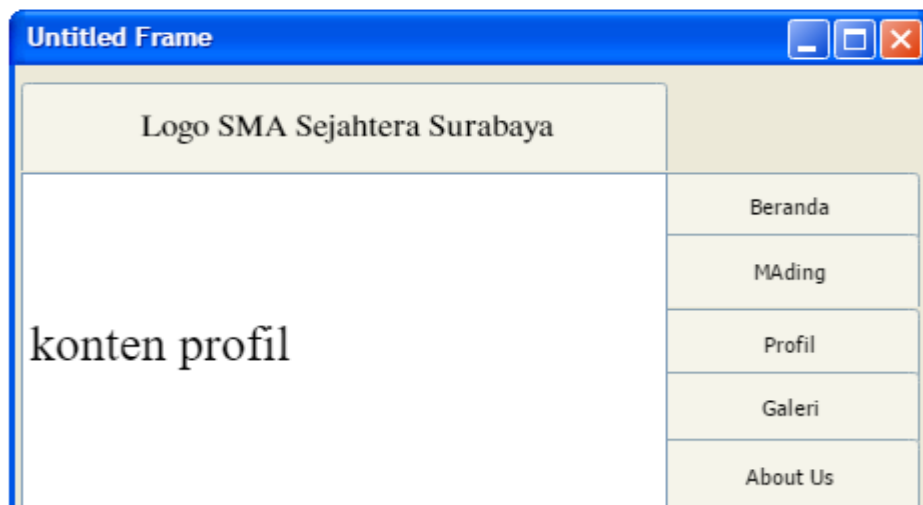 Untitled Frame
Logo SMA Sejahtera Surabaya
Beranda
MAding
konten profil
Profil
Galeri
About Us